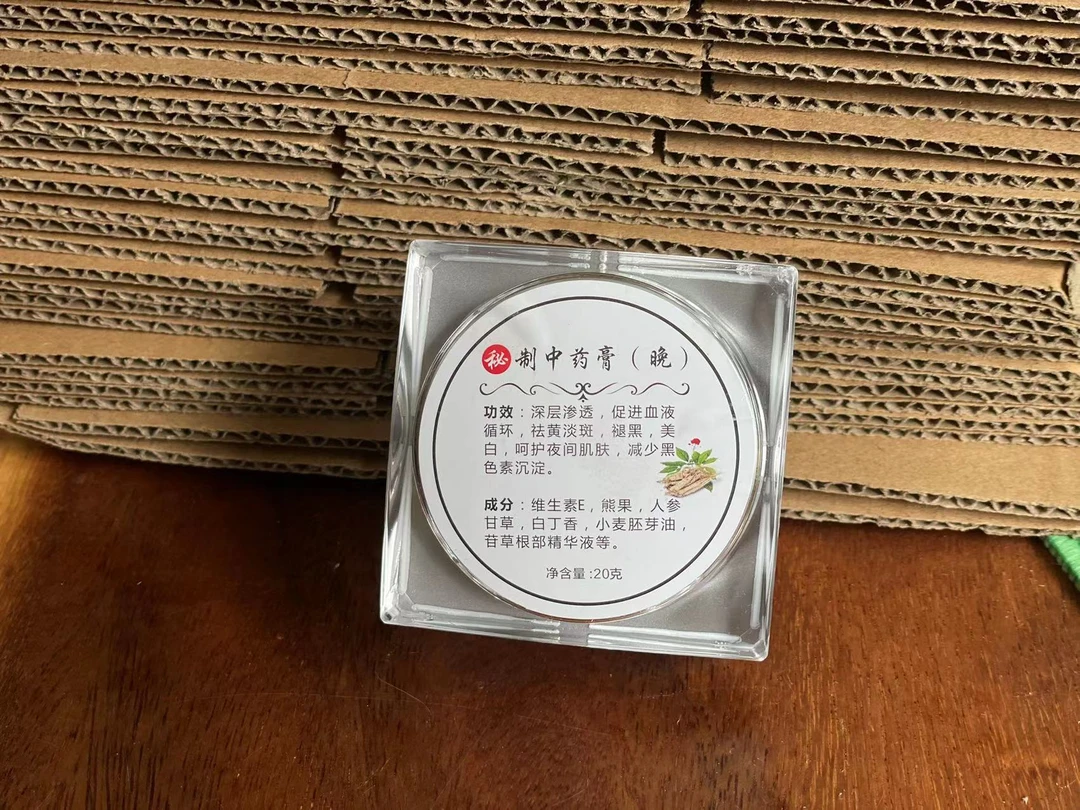 秘制中药膏（晚）
功效：深层渗透，促进血液
循环，祛黄淡斑，褪黑，美
白，呵护夜间肌肤，减少黑
色素沉淀。
成分：维生素E，熊果，人参
甘草，白丁香，小麦胚芽油，
苷草根部精华液等。
净含量:20克